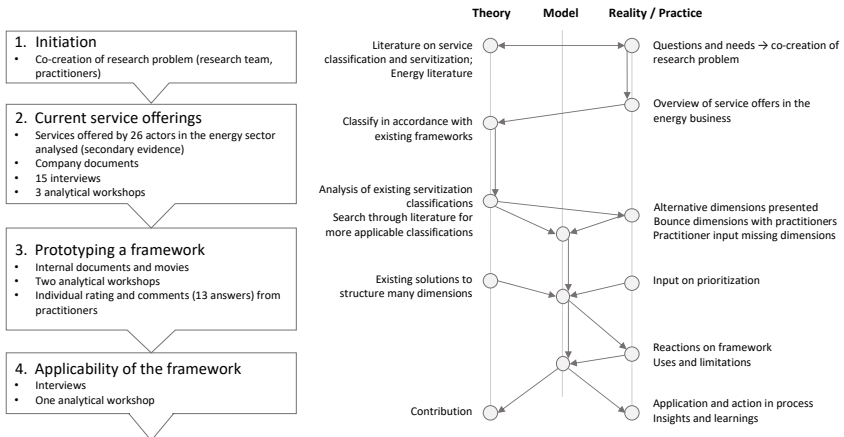 Theory Model Reality / Practice
1. Initiation
• Co-creation of research problem (research team,
practitioners)
2. Current service offerings
• Services offered by 26 actors in the energy sector
analysed (secondary evidence)
• Company documents
• 15 interviews
• 3 analytical workshops
3. Prototyping a framework
• Internal documents and movies
• Two analytical workshops
• Individual rating and comments (13 answers) from
practitioners
4. Applicability of the framework
• Interviews
• One analytical workshop
Literature on service
classification and servitization;
Energy literature
Questions and needs → co-creation of
research problem
Overview of service offers in the
energy business
Classify in accordance with
existing frameworks
Analysis of existing servitization
classifications
Search through literature for
more applicable classifications
Alternative dimensions presented
Bounce dimensions with practitioners
Practitioner input missing dimensions
Existing solutions to
structure many dimensions
Input on prioritization
Reactions on framework
Uses and limitations
Contribution
Application and action in process
Insights and learnings